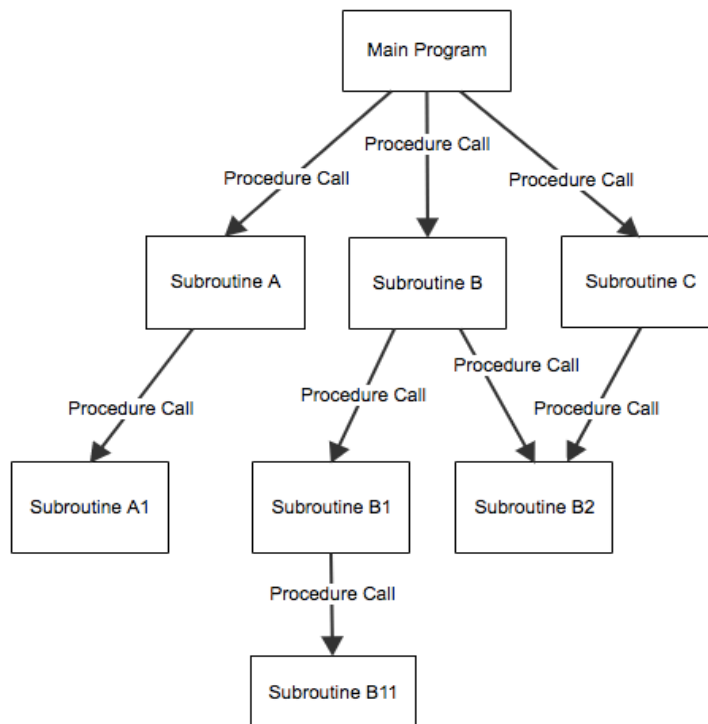 Main Program
Procedure Call
Procedure Call
Procedure Call
Subroutine A
Subroutine B
Subroutine C
Procedure Call
Procedure Call
Procedure Call
Procedure Call
Subroutine A1
Subroutine B1
Subroutine B2
Procedure Call
Subroutine B11